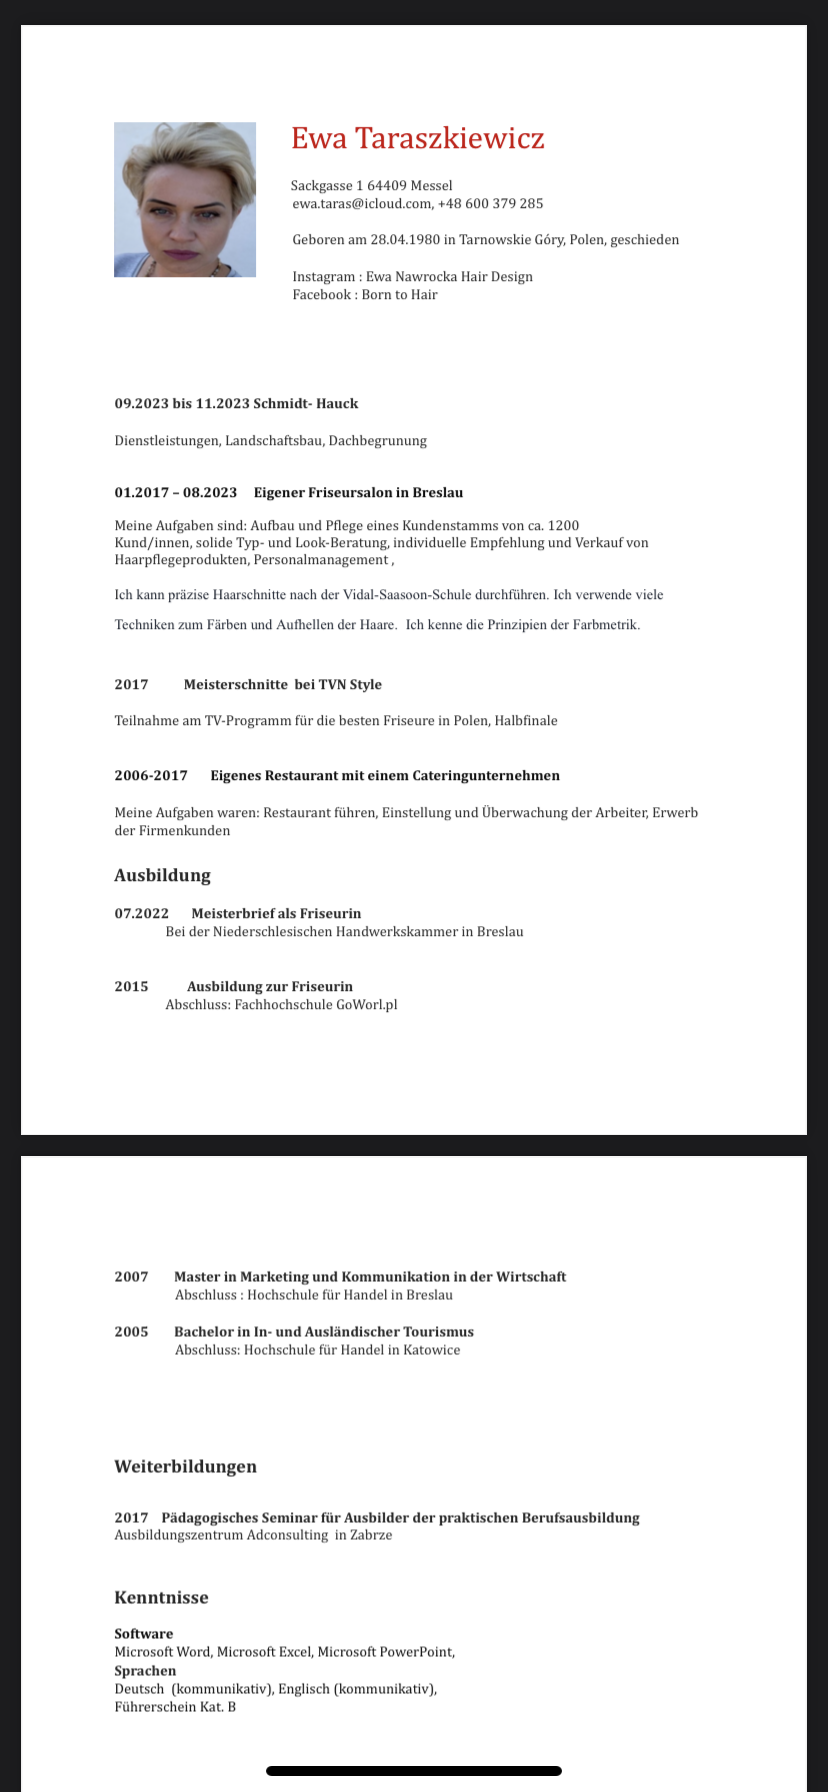 Ewa Taraszkiewicz
Sackgasse 1 64409 Messel
ewa.taras@icloud.com, +48 600 379 285
Geboren am 28.04.1980 in Tarnowskie Góry, Polen, geschieden
Instagram : Ewa Nawrocka Hair Design
Facebook : Born to Hair
09.2023 bis 11.2023 Schmidt- Hauck
Dienstleistungen, Landschaftsbau, Dachbegrunung
01.2017 – 08.2023 Eigener Friseursalon in Breslau
Meine Aufgaben sind: Aufbau und Pflege eines Kundenstamms von ca. 1200
Kund/innen, solide Typ- und Look-Beratung, individuelle Empfehlung und Verkauf von
Haarpflegeprodukten, Personalmanagement ,
Ich kann präzise Haarschnitte nach der Vidal-Saasoon-Schule durchführen. Ich verwende viele
Techniken zum Färben und Aufhellen der Haare. Ich kenne die Prinzipien der Farbmetrik.
2017 Meisterschnitte bei TVN Style
Teilnahme am TV-Programm für die besten Friseure in Polen, Halbfinale
2006-2017 Eigenes Restaurant mit einem Cateringunternehmen
Meine Aufgaben waren: Restaurant führen, Einstellung und Überwachung der Arbeiter, Erwerb
der Firmenkunden
Ausbildung
07.2022 Meisterbrief als Friseurin
Bei der Niederschlesischen Handwerkskammer in Breslau
2015 Ausbildung zur Friseurin
Abschluss: Fachhochschule GoWorl.pl
2007 Master in Marketing und Kommunikation in der Wirtschaft
Abschluss : Hochschule für Handel in Breslau
2005 Bachelor in In- und Ausländischer Tourismus
Abschluss: Hochschule für Handel in Katowice
Weiterbildungen
2017 Pädagogisches Seminar für Ausbilder der praktischen Berufsausbildung
Ausbildungszentrum Adconsulting in Zabrze
Kenntnisse
Software
Microsoft Word, Microsoft Excel, Microsoft PowerPoint,
Sprachen
Deutsch (kommunikativ), Englisch (kommunikativ),
Führerschein Kat. B